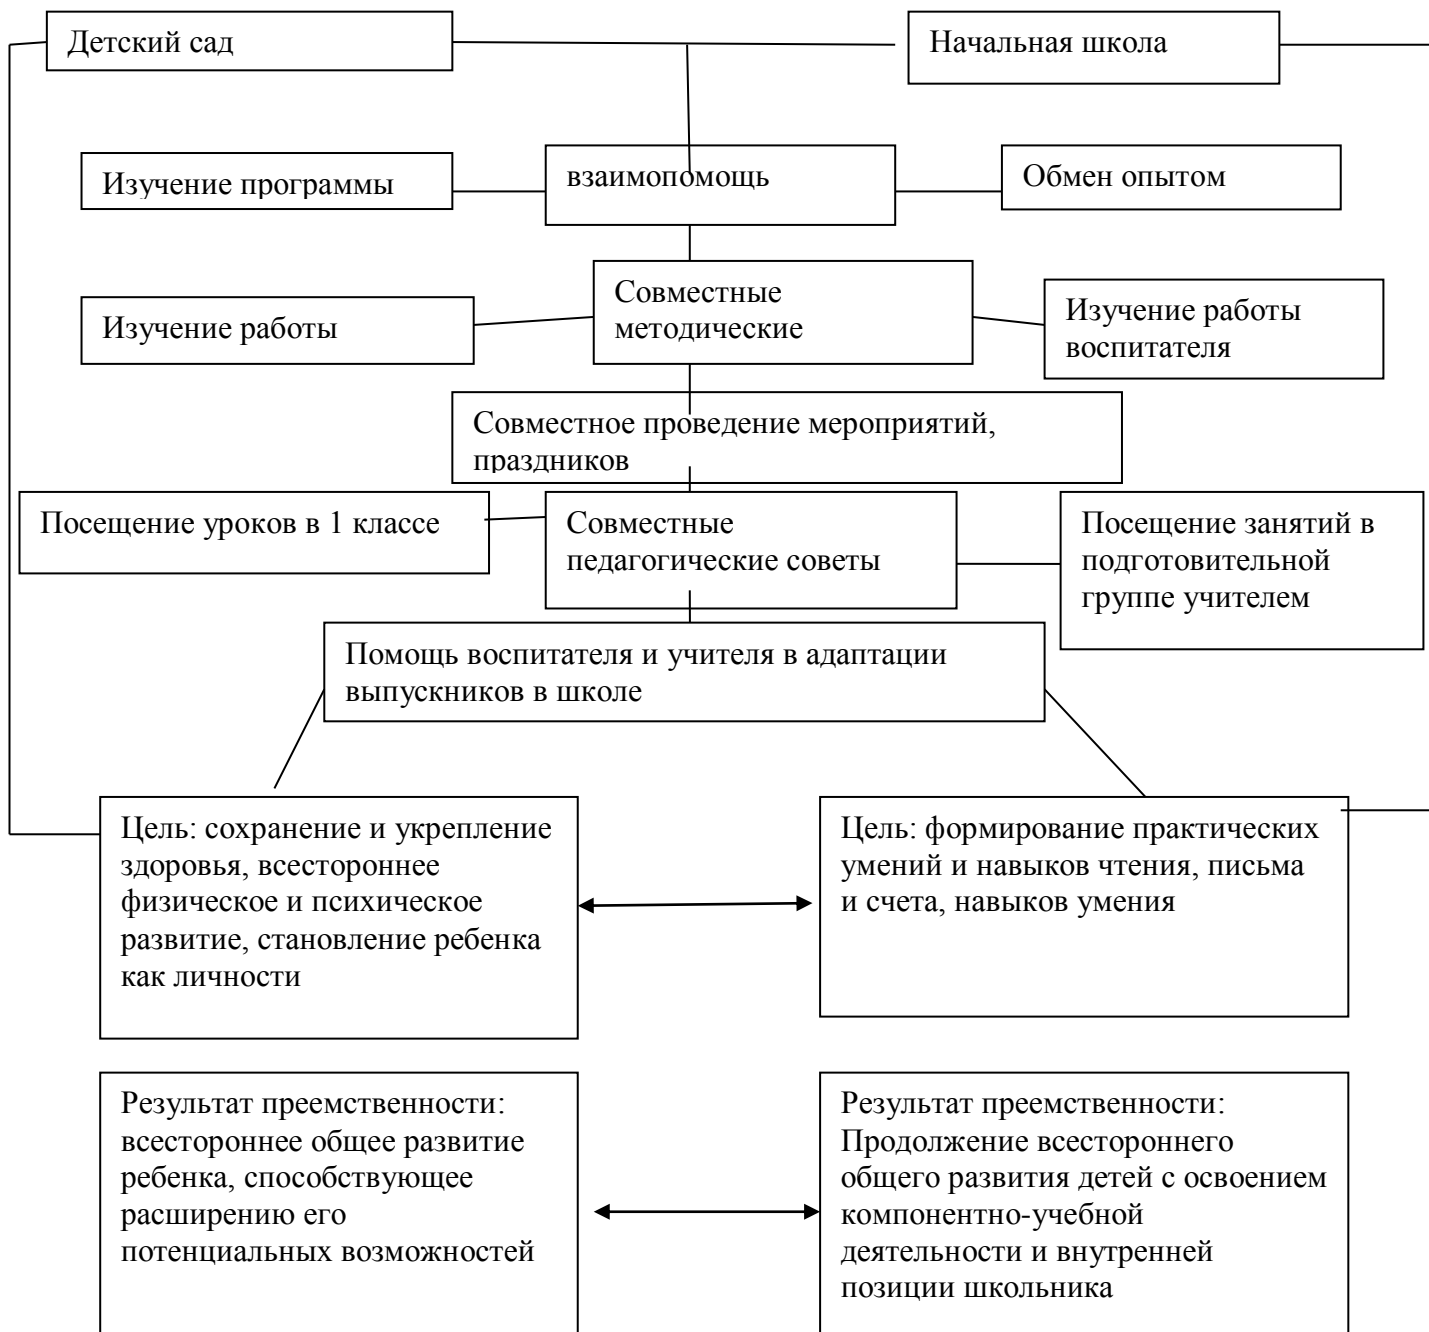 Детский сад
Начальная школа
Изучение программы
взаимопомощь
Обмен опытом
Изучение работы
Совместные
методические
Изучение работы
воспитателя
Совместное проведение мероприятий,
праздников
Посещение уроков в 1 классе
Совместные
педагогические советы
Посещение занятий в
подготовительной
группе учителем
Помощь воспитателя и учителя в адаптации
выпускников в школе
Цель: сохранение и укрепление
здоровья, всестороннее
физическое и психическое
развитие, становление ребенка
как личности
Цель: формирование практических
умений и навыков чтения, письма
и счета, навыков умения
Результат преемственности:
всестороннее общее развитие
ребенка, способствующее
расширению его
потенциальных возможностей
Результат преемственности:
Продолжение всестороннего
общего развития детей с освоением
компонентно-учебной
деятельности и внутренней
позиции школьника